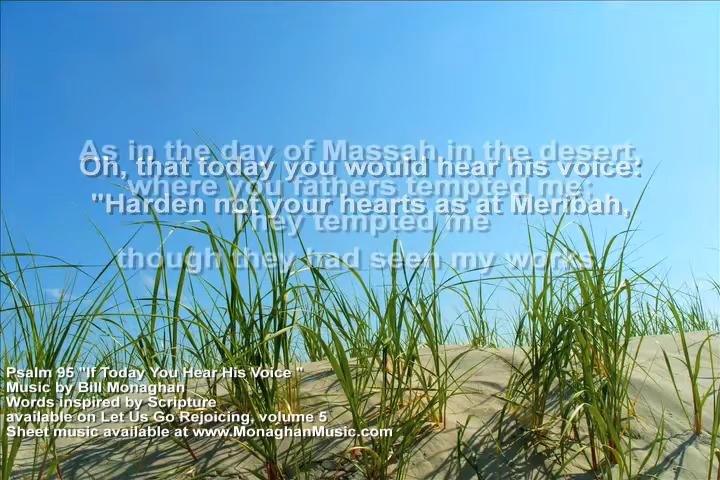 As in the day of Massah in the desert,
Oh, that today you would hear his voice:
where you fathers tempted me;
"Harden not your hearts as at Meribah,
they tempted me
though they had seen my works.
Psalm 95 "If Today You Hear His Voice "
Music by Bill Monaghan
Words inspired by Scripture
available on Let Us Go Rejoicing, volume 5
Sheet music available at www.MonaghanMusic.com